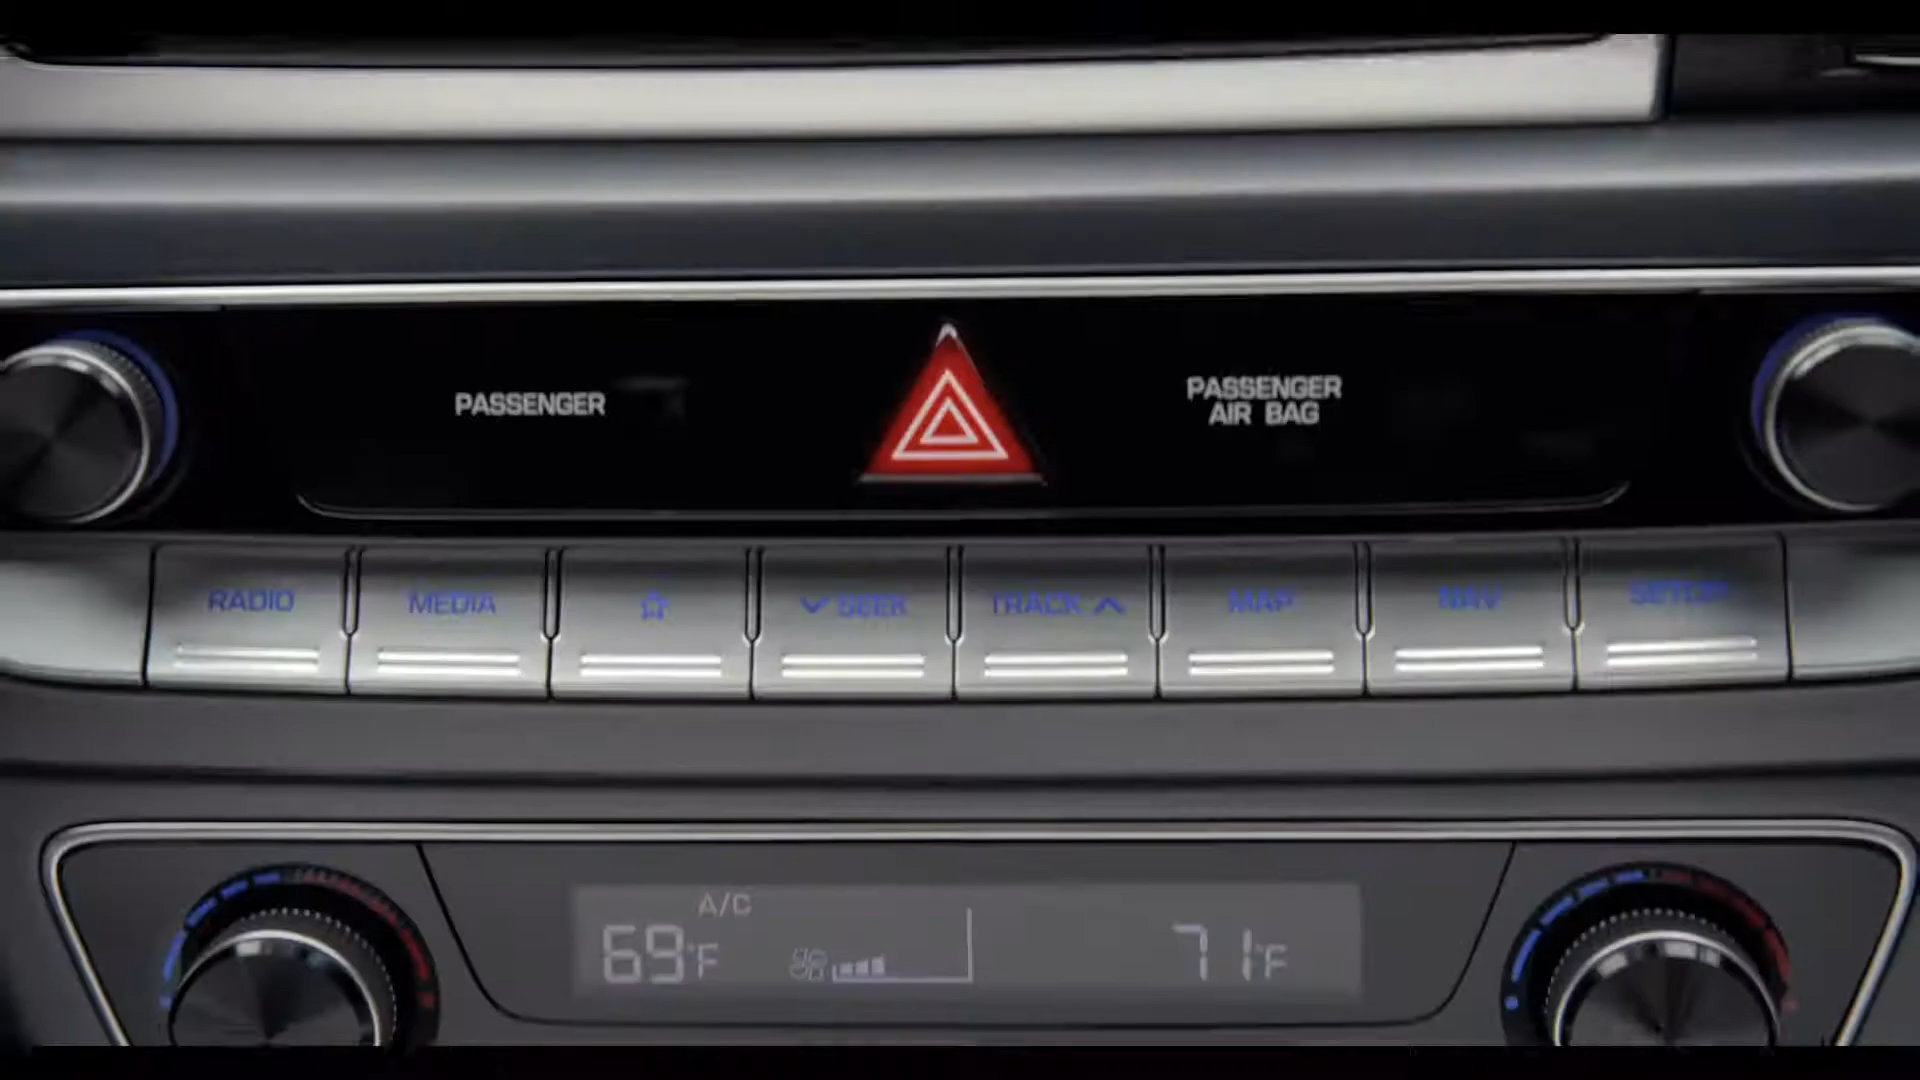 PASSENGER
PASSENGER
AIR BAG
RADIO
MEDIA
SEEK
TRACK
MAP
NAV
SETUP
A/C
69°F
71°F